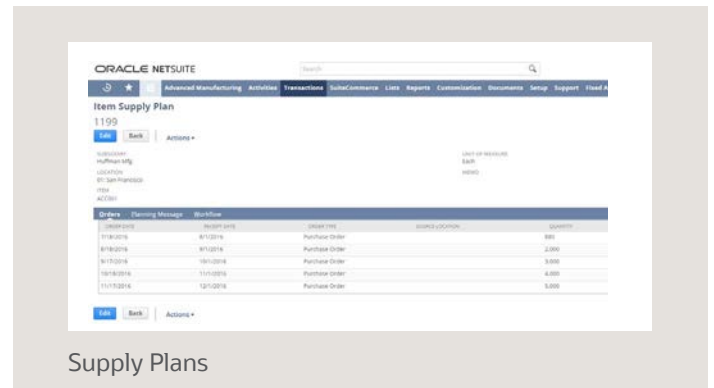 ORACLE NETSUITE
Search
Advanced Manufacturing Activities Transactions SuiteCommerce Lists Reports Customization Documents Setup Support Fixed A
Item Supply Plan
1199
Edit Back Actions
SUBSIDIARY UNIT OF MEASURE
Huffman Mfg Each
LOCATION MEMO
01: San Francisco
ITEM
Orders Planning Message Workflow
ORDER DATE RECEIPT DATE ORDER TYPE SOURCE LOCATION QUANTITY
7/18/2016 8/1/2016 Purchase Order
8/18/2016 9/1/2016 Purchase Order 2,000
9/17/2016 10/1/2016 Purchase Order 3,000
10/18/2016 11/1/2016 Purchase Order 4,000
11/17/2016 12/1/2016 Purchase Order 5,000
Edit Back Actions
Supply Plans